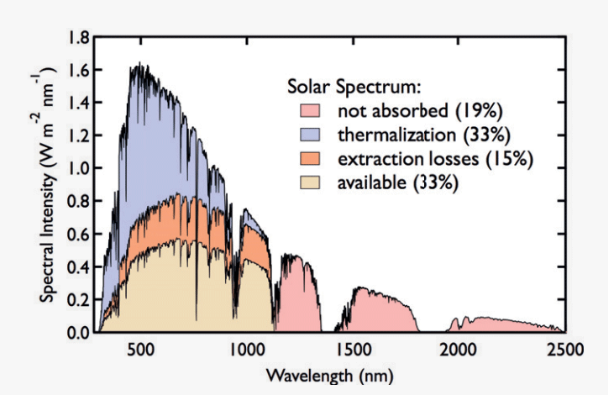 1.8
1.6
1.4
1.2
1.0
0.8
0.6
0.4
0.2
0.0
Spectral Intensity (W m⁻² nm⁻¹)
Solar Spectrum:
not absorbed (19%)
thermalization (33%)
extraction losses (15%)
available (33%)
500 1000 1500 2000 2500
Wavelength (nm)